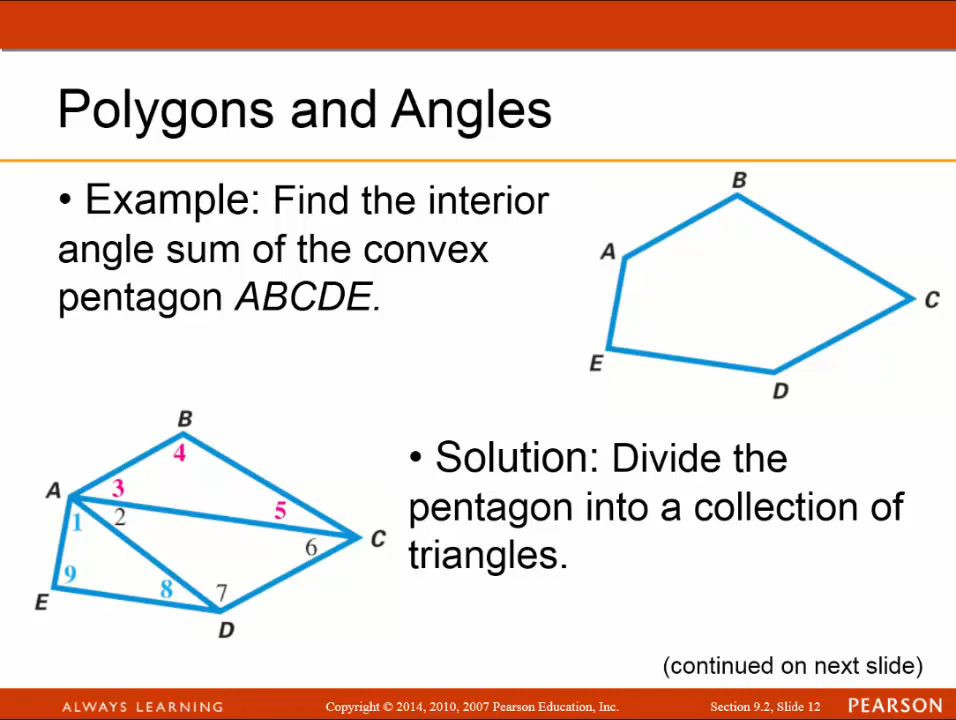 Polygons and Angles
• Example: Find the interior
angle sum of the convex
pentagon ABCDE.
B
A
C
E
D
B
4
A
3
5
1
2
C
6
9
8
7
E
D
• Solution: Divide the
pentagon into a collection of
triangles.
(continued on next slide)
ALWAYS LEARNING
Copyright © 2014, 2010, 2007 Pearson Education, Inc.
Section 9.2, Slide 12
PEARSON